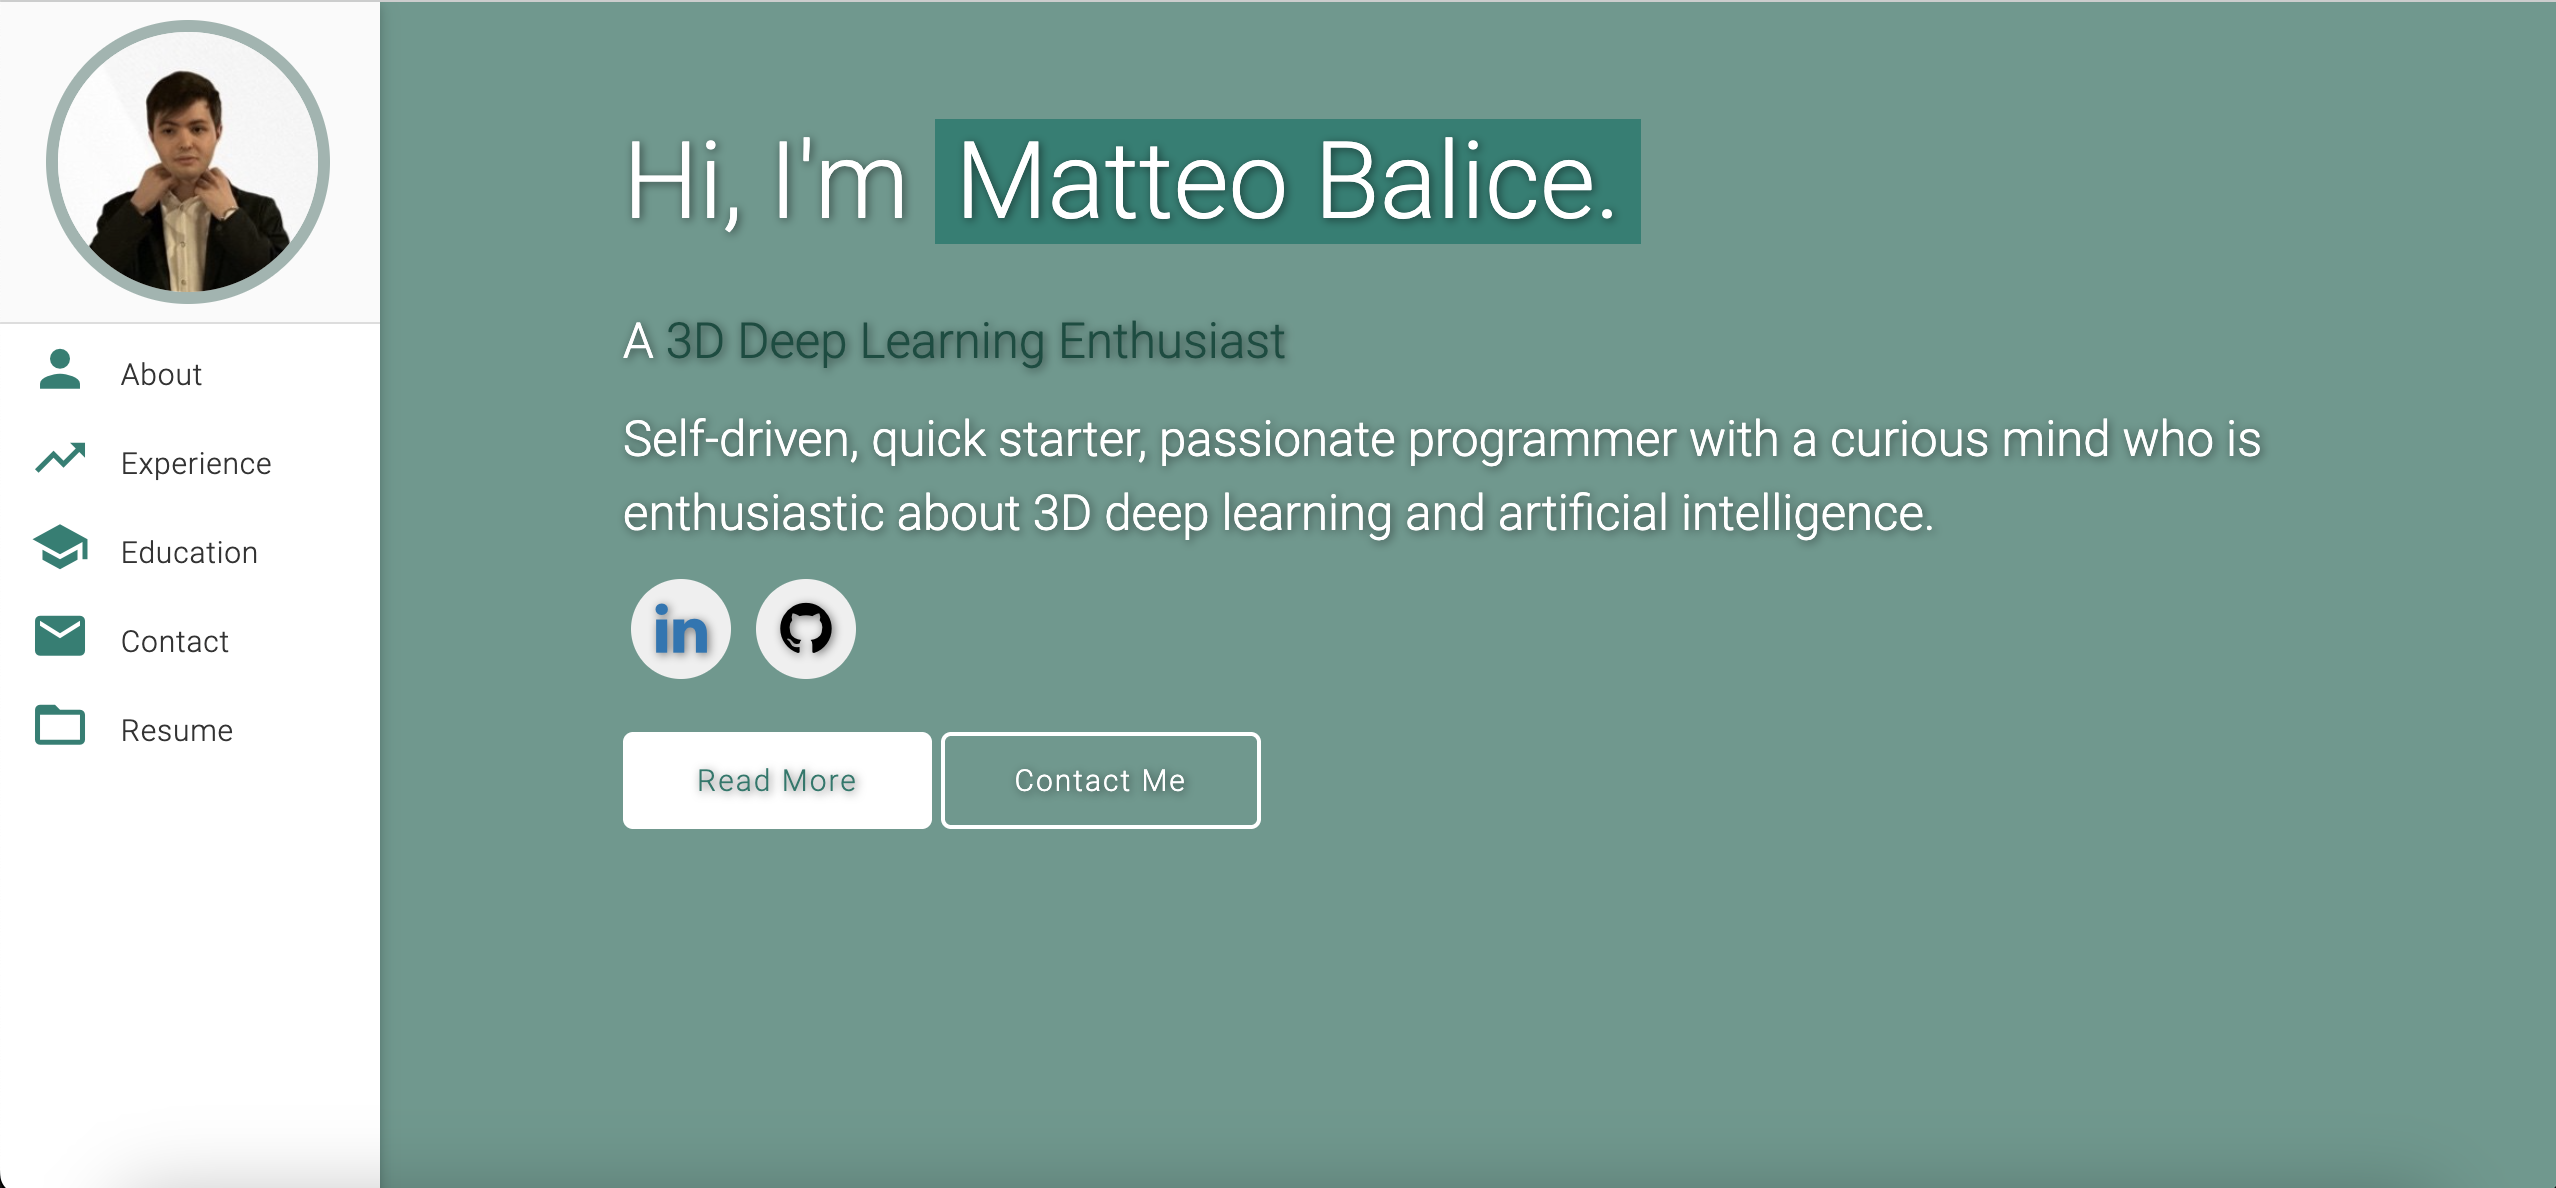 About
Experience
Education
Contact
Resume
Hi, I'm Matteo Balice.
A 3D Deep Learning Enthusiast
Self-driven, quick starter, passionate programmer with a curious mind who is
enthusiastic about 3D deep learning and artificial intelligence.
in
Read More
Contact Me